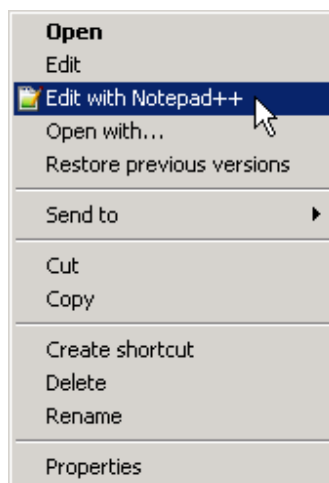 Open
Edit
Edit with Notepad++
Open with...
Restore previous versions
Send to
Cut
Copy
Create shortcut
Delete
Rename
Properties